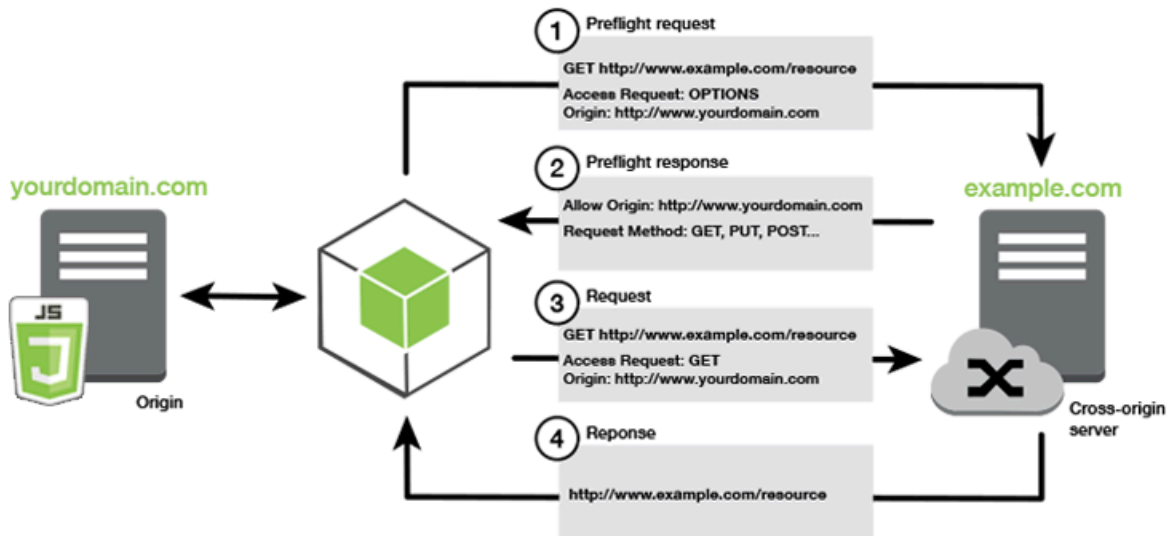 1
Preflight request
GET http://www.example.com/resource
Access Request: OPTIONS
Origin: http://www.yourdomain.com
2
Preflight response
Allow Origin: http://www.yourdomain.com
Request Method: GET, PUT, POST...
yourdomain.com
JS
J
Origin
example.com
3
Request
GET http://www.example.com/resource
Access Request: GET
Origin: http://www.yourdomain.com
Cross-origin
server
4
Reponse
http://www.example.com/resource